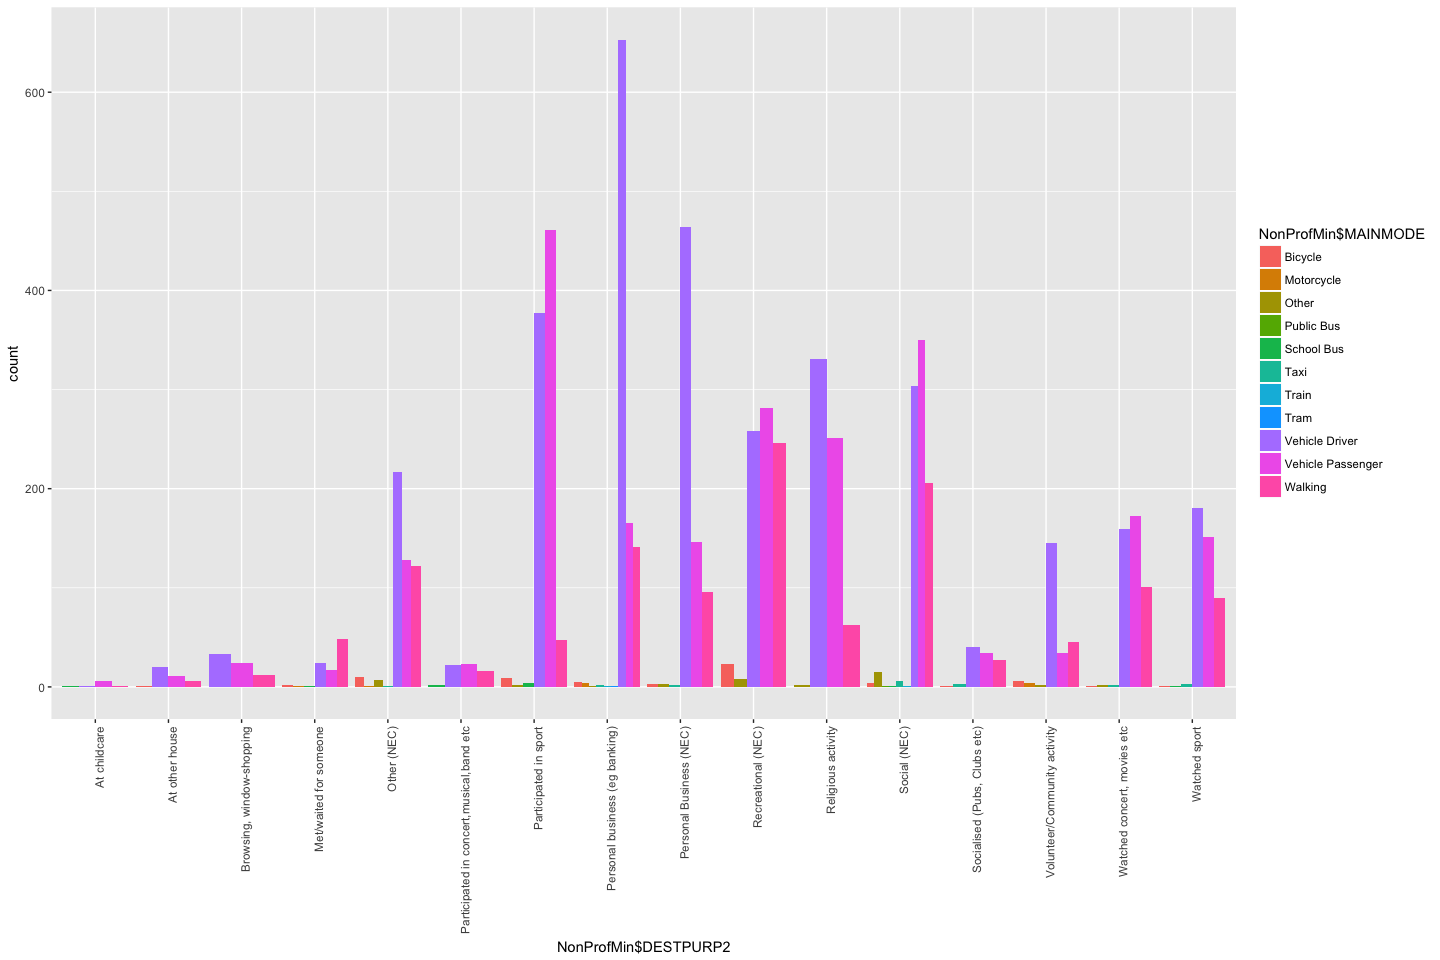 600
400
200
0
count
At childcare
At other house
Browsing, window-shopping
Met/waited for someone
Other (NEC)
Participated in concert,musical,band etc
Participated in sport
Personal business (eg banking)
Personal Business (NEC)
Recreational (NEC)
Religious activity
Social (NEC)
Socialised (Pubs, Clubs etc)
Volunteer/Community activity
Watched concert, movies etc
Watched sport
NonProfMin$DESTPURP2
NonProfMin$MAINMODE
Bicycle
Motorcycle
Other
Public Bus
School Bus
Taxi
Train
Tram
Vehicle Driver
Vehicle Passenger
Walking